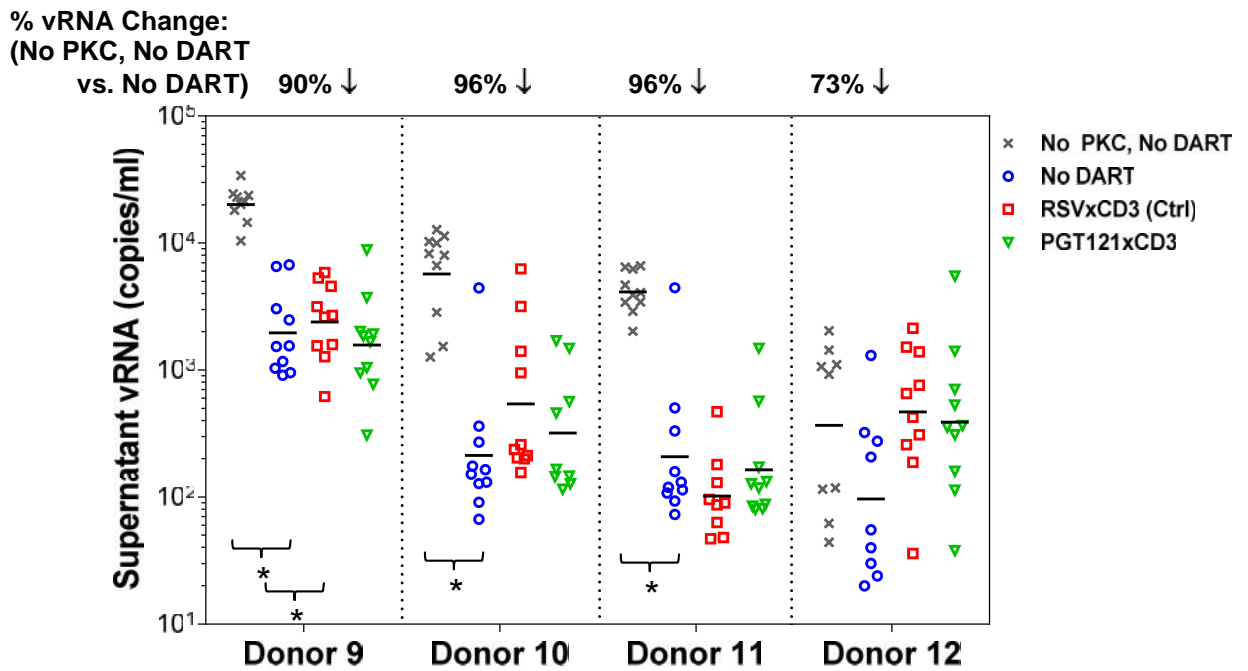 % vRNA Change:
(No PKC, No DART
vs. No DART)
90% ↓
96% ↓
96% ↓
73% ↓
Supernatant vRNA (copies/ml)
10⁵
10⁴
10³
10²
10¹
*
*
*
*
Donor 9
Donor 10
Donor 11
Donor 12
No PKC, No DART
No DART
RSVxCD3 (Ctrl)
PGT121xCD3